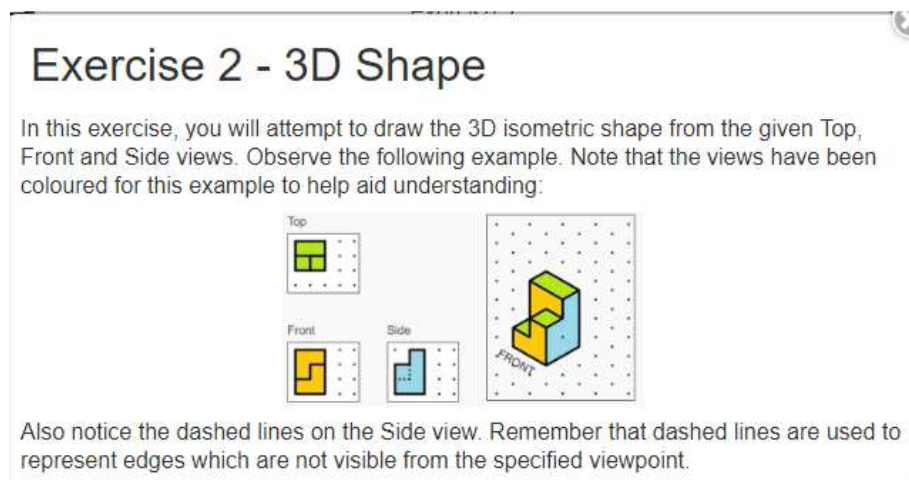 Exercise 2 - 3D Shape
In this exercise, you will attempt to draw the 3D isometric shape from the given Top,
Front and Side views. Observe the following example. Note that the views have been
coloured for this example to help aid understanding:
Top
Front
Side
FRONT
Also notice the dashed lines on the Side view. Remember that dashed lines are used to
represent edges which are not visible from the specified viewpoint.